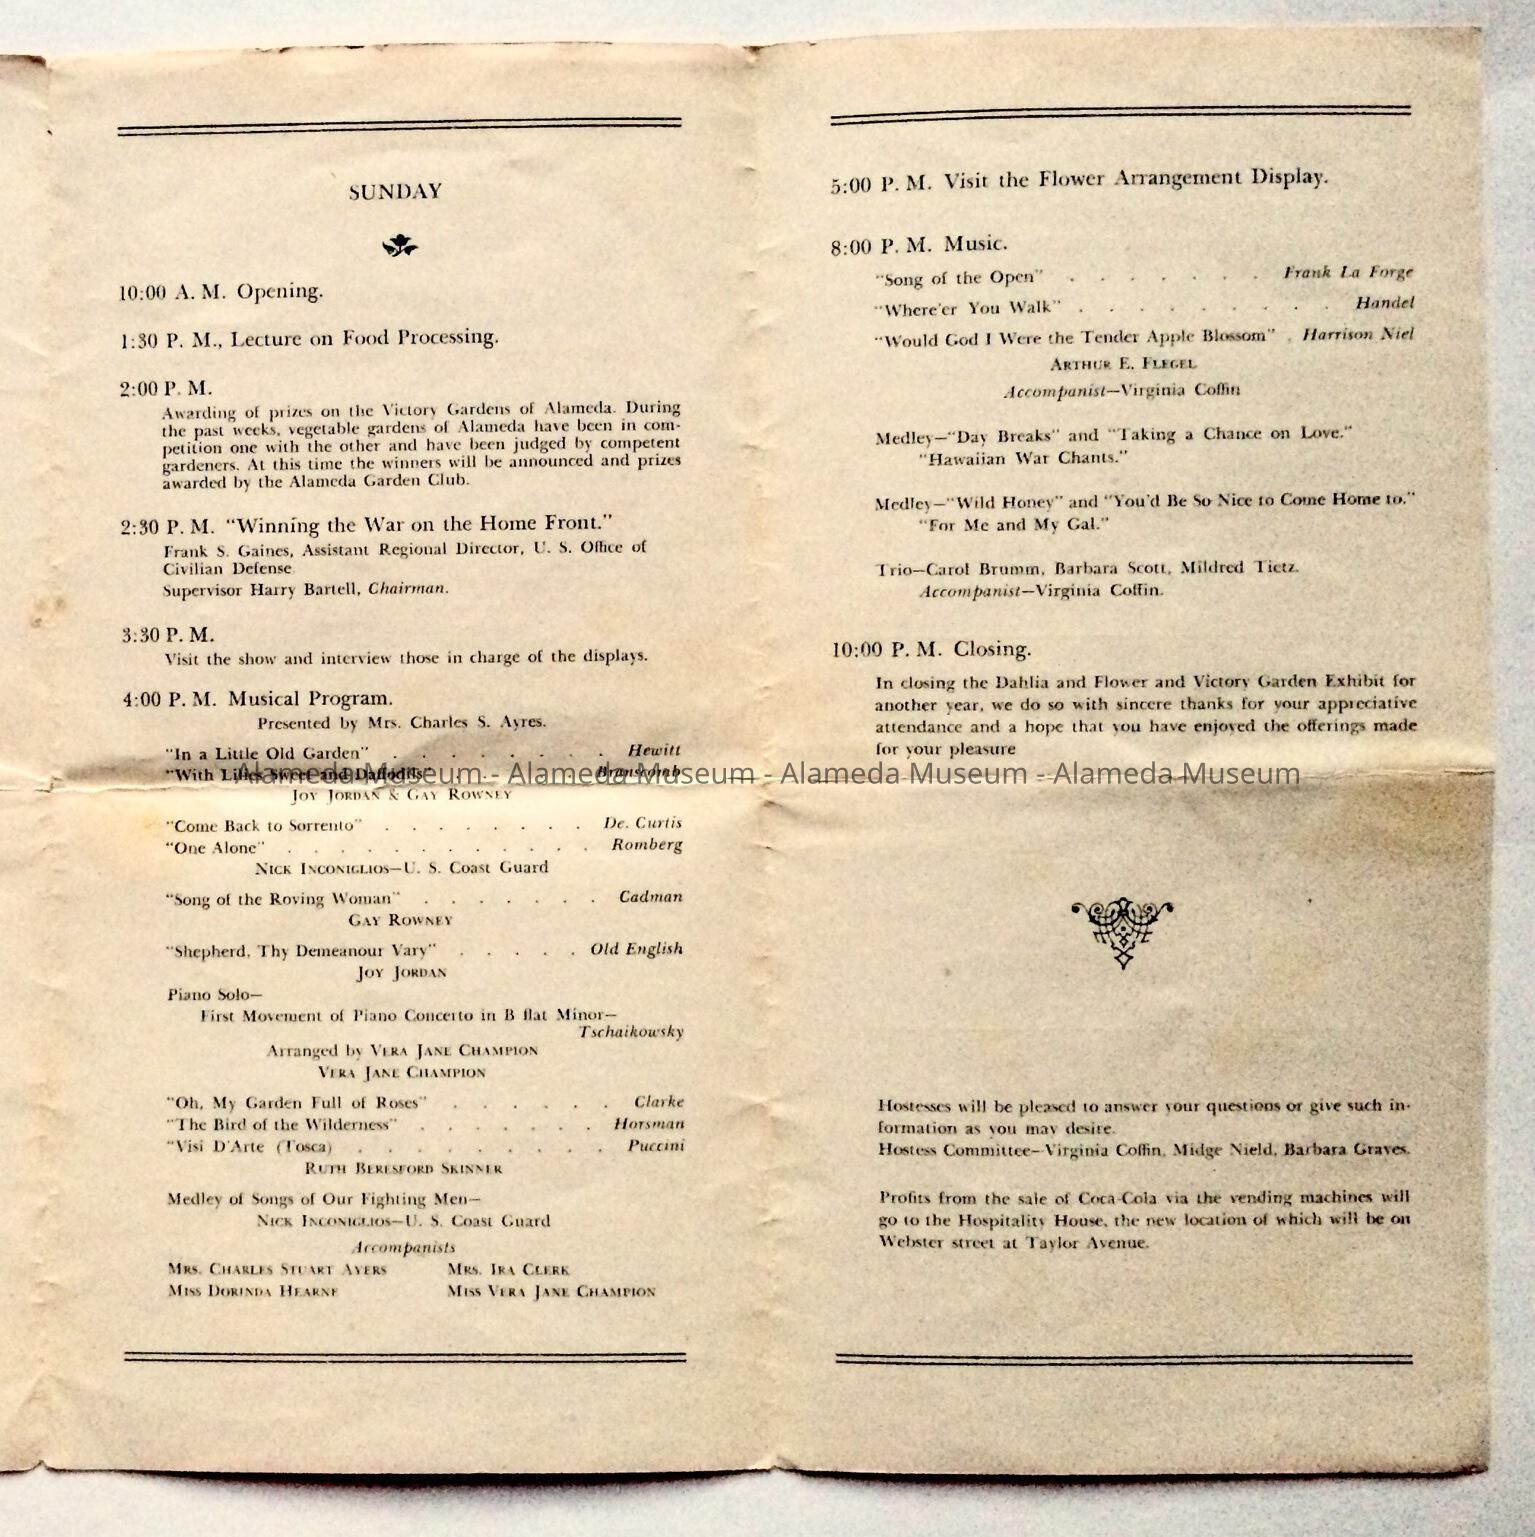 SUNDAY
10:00 A. M. Opening.
1:30 P. M., Lecture on Food Processing.
2:00 P. M.
Awarding of prizes on the Victory Gardens of Alameda. During
the past weeks, vegetable gardens of Alameda have been in com-
petition one with the other and have been judged by competent
gardeners. At this time the winners will be announced and prizes
awarded by the Alameda Garden Club.
2:30 P. M. "Winning the War on the Home Front."
Frank S. Gaines, Assistant Regional Director, U. S. Office of
Civilian Defense
Supervisor Harry Bartell, Chairman.
3:30 P. M.
Visit the show and interview those in charge of the displays.
4:00 P. M. Musical Program.
Presented by Mrs. Charles S. Ayres.
"In a Little Old Garden" . . . . . . . Hewitt
"With Lilies Sweet and Daffodils" . . . . . Branscomb
JOY JORDAN & GAY ROWNEY
"Come Back to Sorrento" . . . . . . . . De. Curtis
"One Alone" . . . . . . . . . . . . Romberg
NICK INCONIGLIOS—U. S. Coast Guard
"Song of the Roving Woman" . . . . . . . Cadman
GAY ROWNEY
"Shepherd, Thy Demeanour Vary" . . . . . Old English
JOY JORDAN
Piano Solo—
First Movement of Piano Concerto in B flat Minor—
Tschaikowsky
Arranged by VERA JANE CHAMPION
VERA JANE CHAMPION
"Oh, My Garden Full of Roses" . . . . . . Clarke
"The Bird of the Wilderness" . . . . . . . Horsman
"Visi D'Arte (Tosca) . . . . . . . . . Puccini
RUTH BERESFORD SKINNER
Medley of Songs of Our Fighting Men—
NICK INCONIGLIOS—U. S. Coast Guard
Accompanists
MRS. CHARLES STUART AYERS MRS. IRA CLERK
MISS DORINDA HEARNE MISS VERA JANE CHAMPION
5:00 P. M. Visit the Flower Arrangement Display.
8:00 P. M. Music.
"Song of the Open" . . . . . . . Frank La Forge
"Where'er You Walk" . . . . . . . . . . Handel
"Would God I Were the Tender Apple Blossom" . Harrison Niel
ARTHUR E. FLEGEL
Accompanist—Virginia Coffin
Medley—"Day Breaks" and "Taking a Chance on Love."
"Hawaiian War Chants."
Medley—"Wild Honey" and "You'd Be So Nice to Come Home to."
"For Me and My Gal."
Trio—Carol Brumm, Barbara Scott, Mildred Tietz.
Accompanist—Virginia Coffin.
10:00 P. M. Closing.
In closing the Dahlia and Flower and Victory Garden Exhibit for
another year, we do so with sincere thanks for your appreciative
attendance and a hope that you have enjoyed the offerings made
for your pleasure
Alameda Museum - Alameda Museum - Alameda Museum - Alameda Museum
Hostesses will be pleased to answer your questions or give such in-
formation as you may desire.
Hostess Committee—Virginia Coffin, Midge Nield, Barbara Graves.
Profits from the sale of Coca-Cola via the vending machines will
go to the Hospitality House, the new location of which will be on
Webster street at Taylor Avenue.